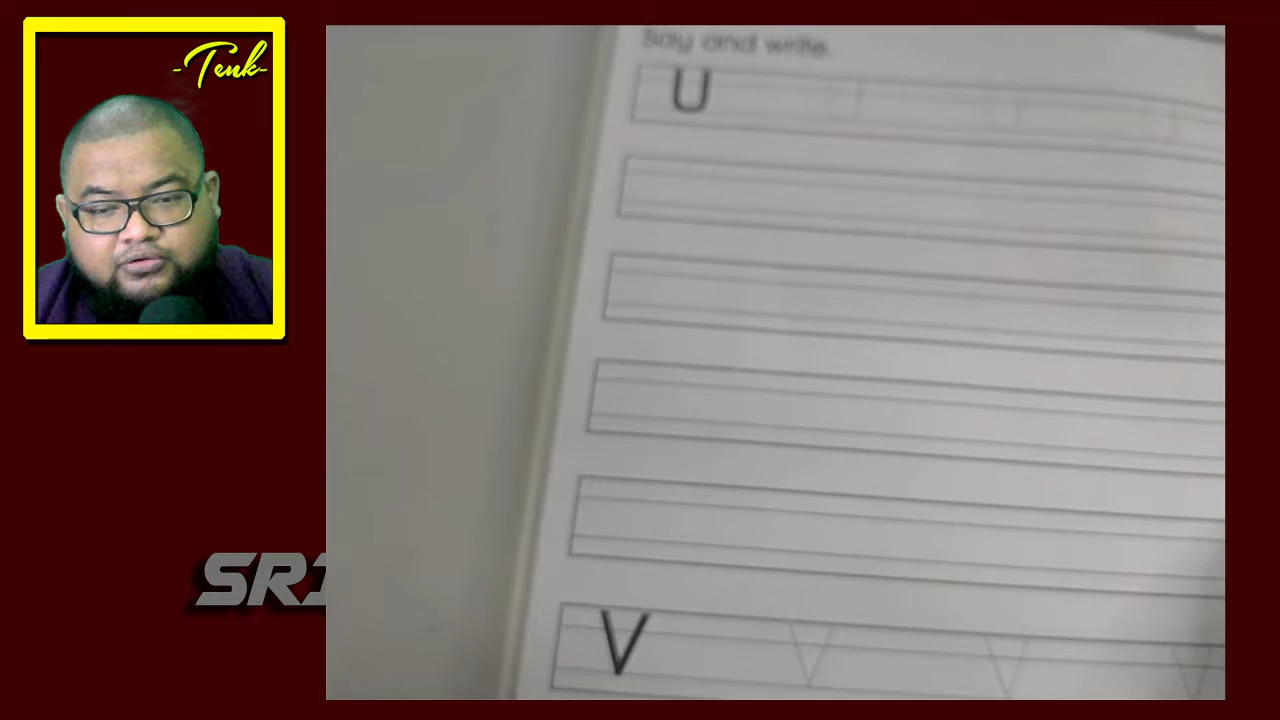 -Tenk-
Say and write.
U
V V V V
SRI